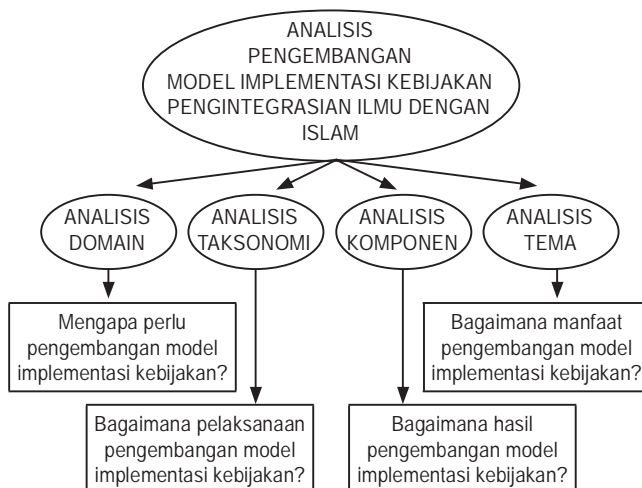 ANALISIS
PENGEMBANGAN
MODEL IMPLEMENTASI KEBIJAKAN
PENGINTEGRASIAN ILMU DENGAN
ISLAM
ANALISIS
DOMAIN
ANALISIS
TAKSONOMI
ANALISIS
KOMPONEN
ANALISIS
TEMA
Mengapa perlu
pengembangan model
implementasi kebijakan?
Bagaimana manfaat
pengembangan model
implementasi kebijakan?
Bagaimana pelaksanaan
pengembangan model
implementasi kebijakan?
Bagaimana hasil
pengembangan model
implementasi kebijakan?